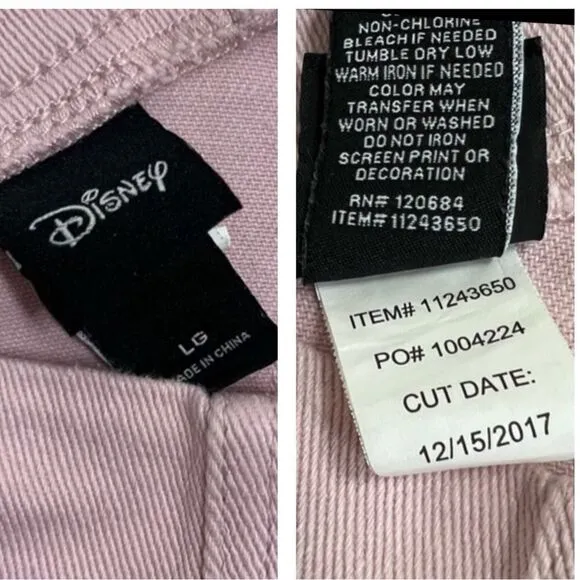 Disney
LG
MADE IN CHINA
NON-CHLORINE
BLEACH IF NEEDED
TUMBLE DRY LOW
WARM IRON IF NEEDED
COLOR MAY
TRANSFER WHEN
WORN OR WASHED
DO NOT IRON
SCREEN PRINT OR
DECORATION
RN# 120684
ITEM#11243650
ITEM# 11243650
PO# 1004224
CUT DATE:
12/15/2017